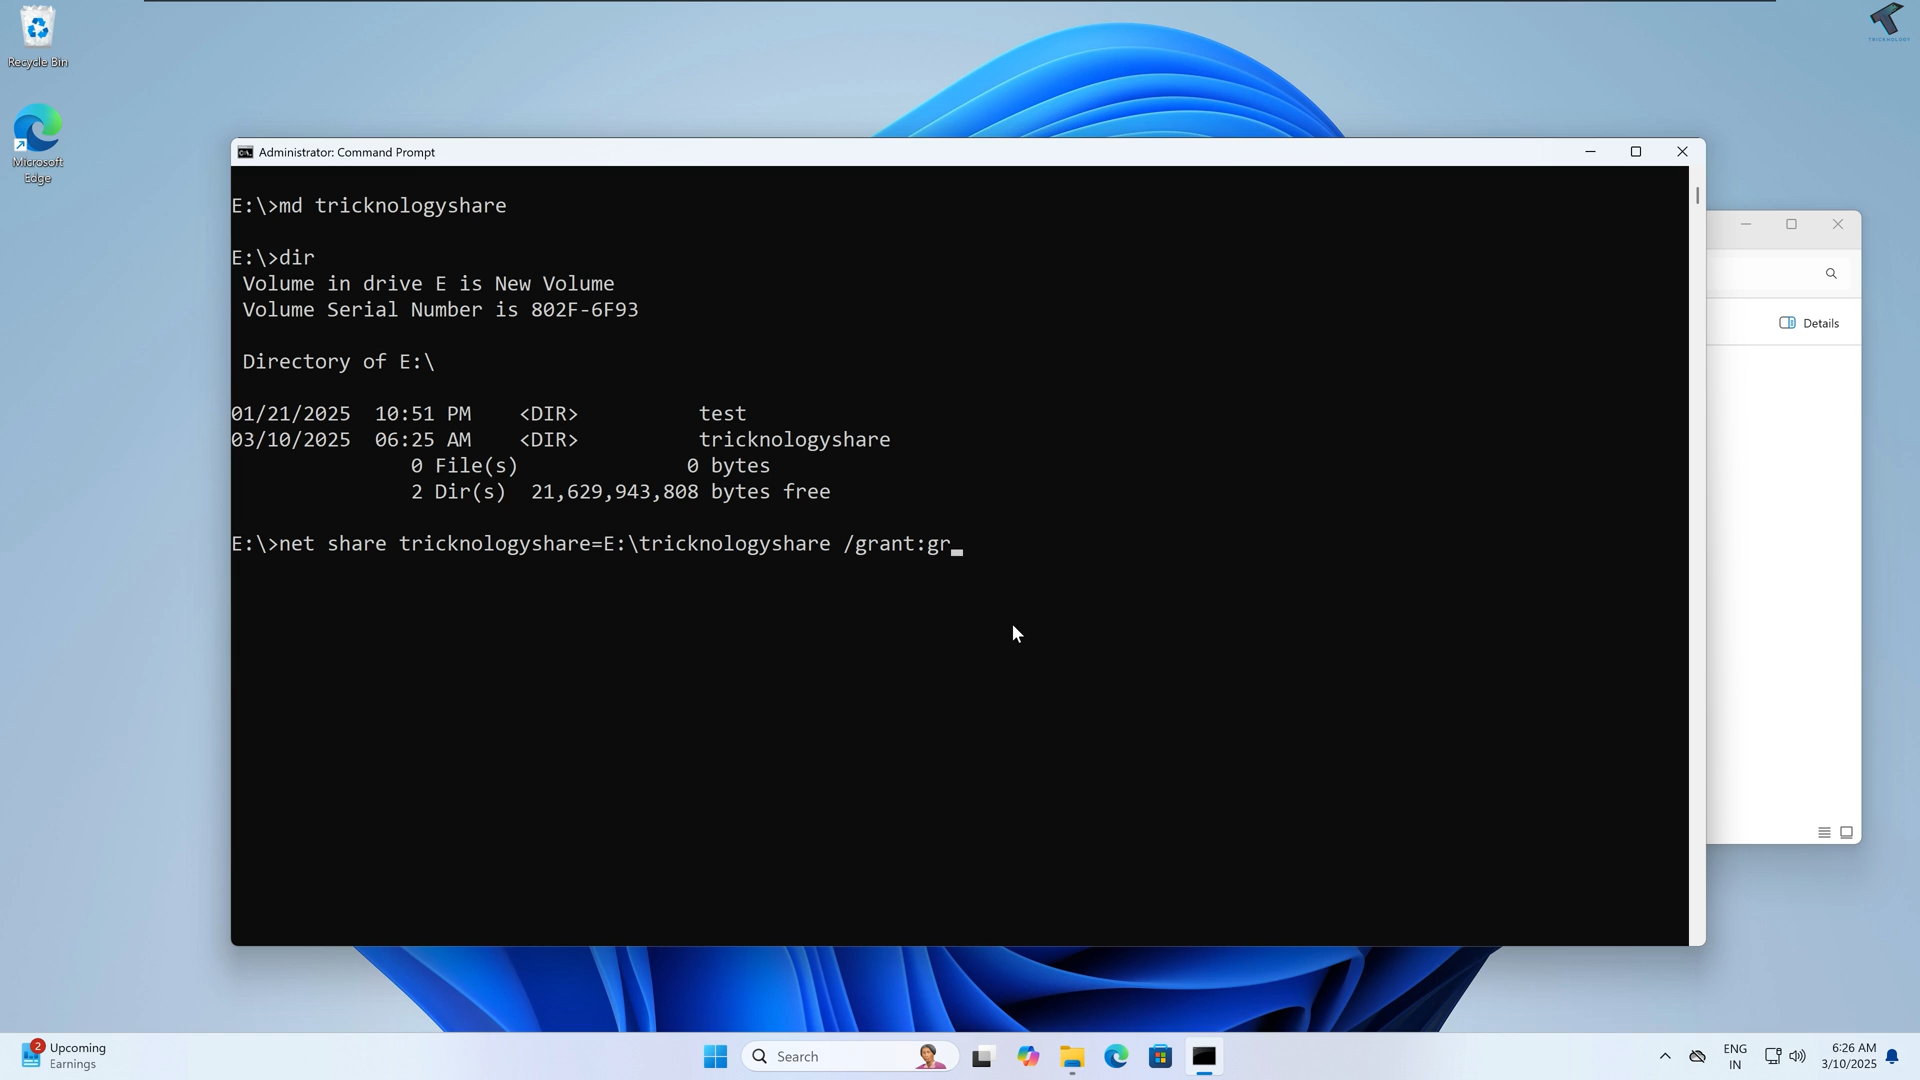 Recycle Bin
Microsoft
Edge
TRICKNOLOGY
Administrator: Command Prompt
E:\>md tricknologyshare
E:\>dir
Volume in drive E is New Volume
Volume Serial Number is 802F-6F93
Directory of E:\
01/21/2025  10:51 PM    <DIR>          test
03/10/2025  06:25 AM    <DIR>          tricknologyshare
0 File(s)              0 bytes
2 Dir(s)  21,629,943,808 bytes free
E:\>net share tricknologyshare=E:\tricknologyshare /grant:gr_
Details
2
Upcoming
Earnings
Search
ENG
IN
6:26 AM
3/10/2025